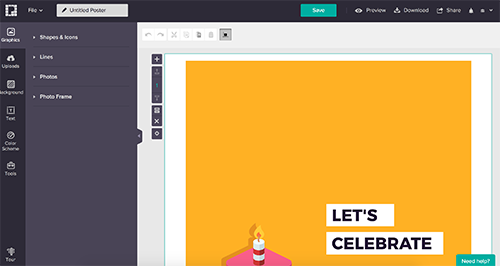 File
Untitled Poster
Save
Preview
Download
Share
Graphics
Shapes & Icons
Uploads
Lines
Background
Photos
Text
Photo Frame
Color
Scheme
Tools
Tour
LET'S
CELEBRATE
Need help?